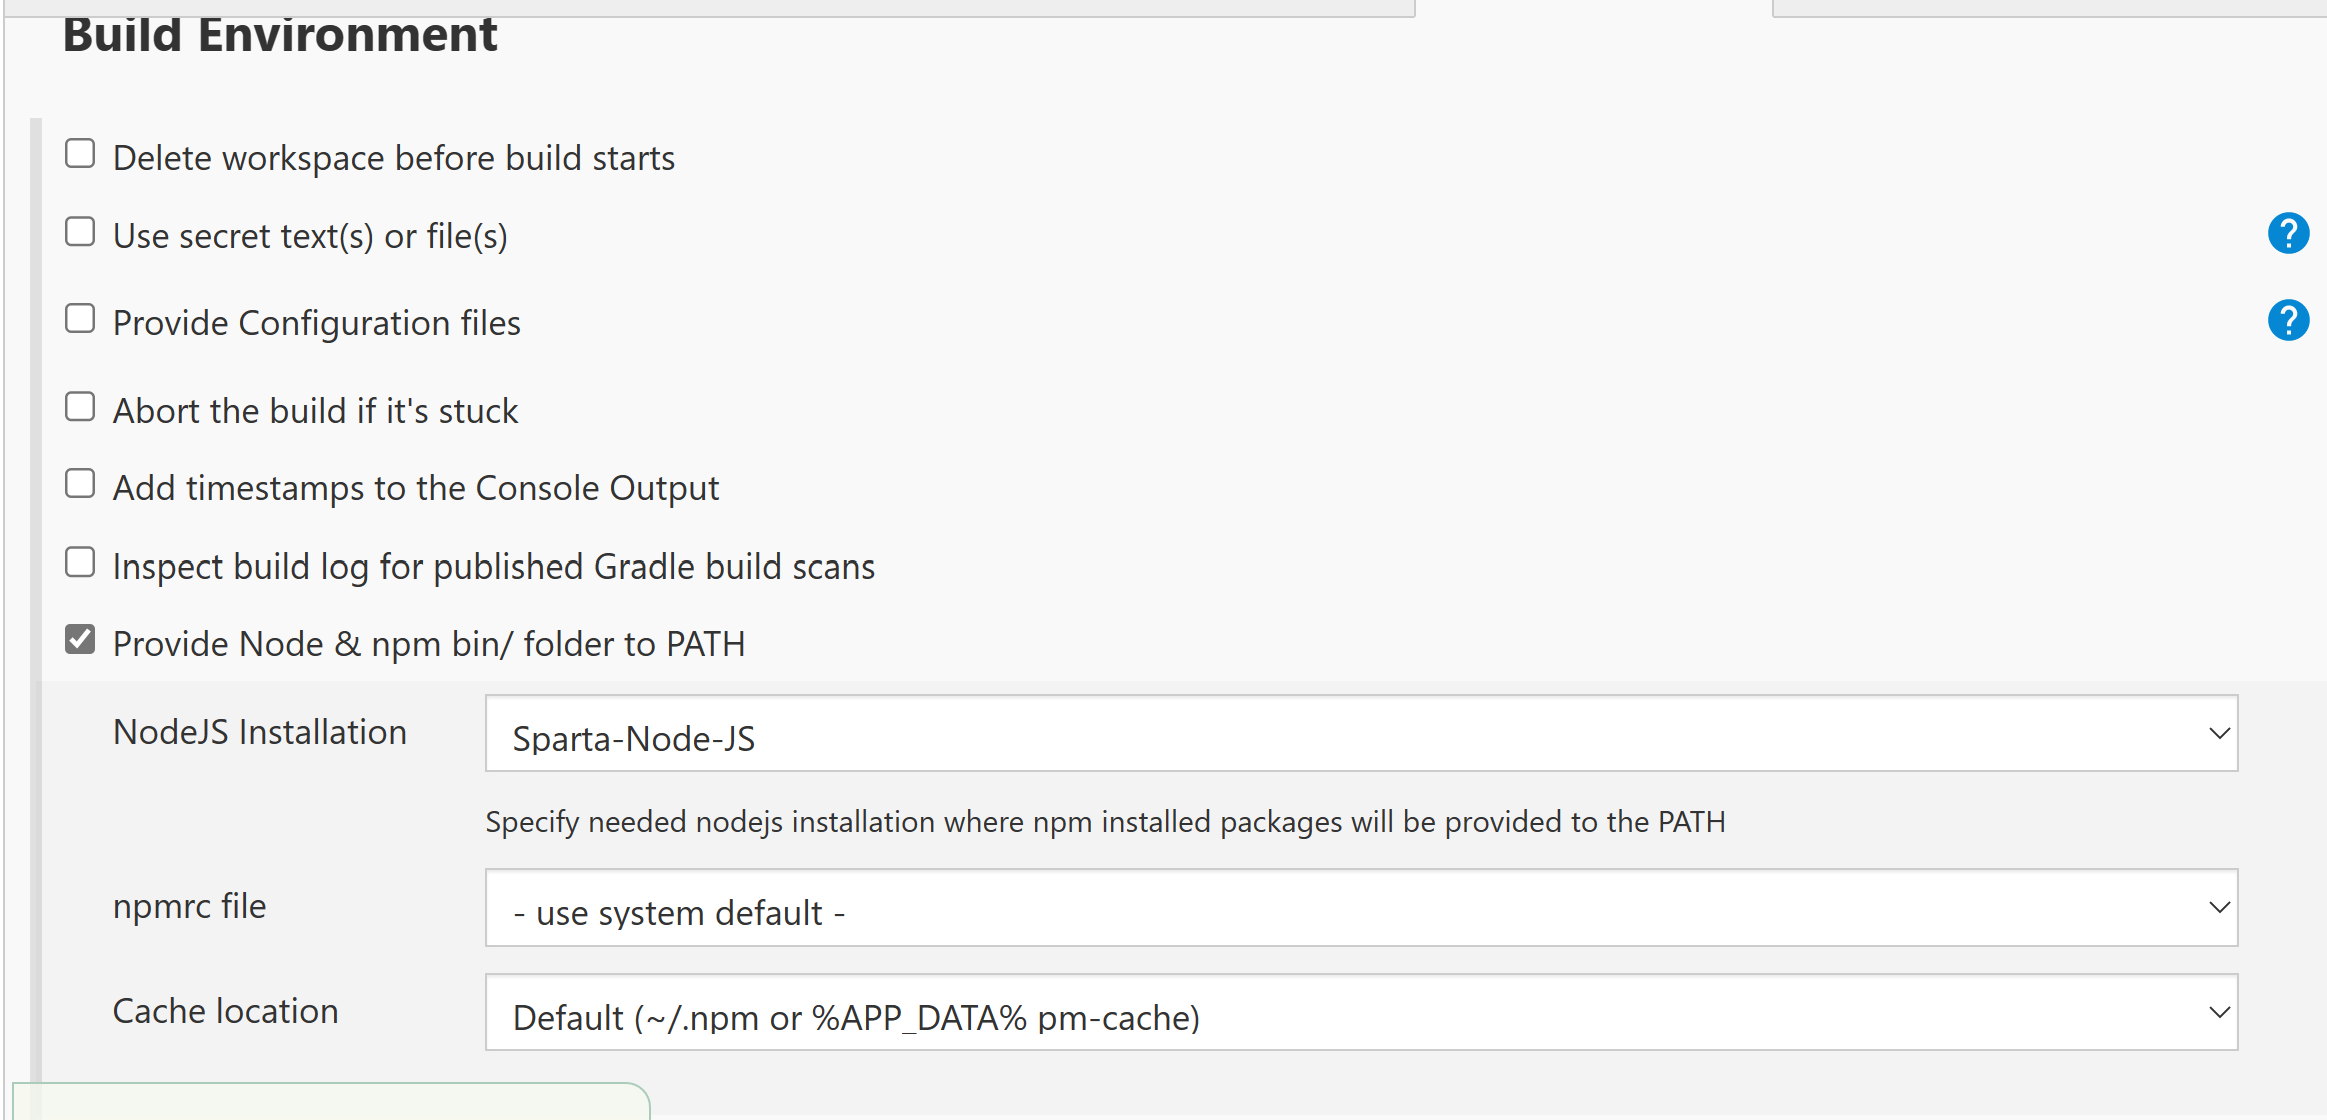 Build Environment
Delete workspace before build starts
Use secret text(s) or file(s)
?
Provide Configuration files
?
Abort the build if it's stuck
Add timestamps to the Console Output
Inspect build log for published Gradle build scans
Provide Node & npm bin/ folder to PATH
NodeJS Installation
Sparta-Node-JS
Specify needed nodejs installation where npm installed packages will be provided to the PATH
npmrc file
- use system default -
Cache location
Default (~/.npm or %APP_DATA% pm-cache)